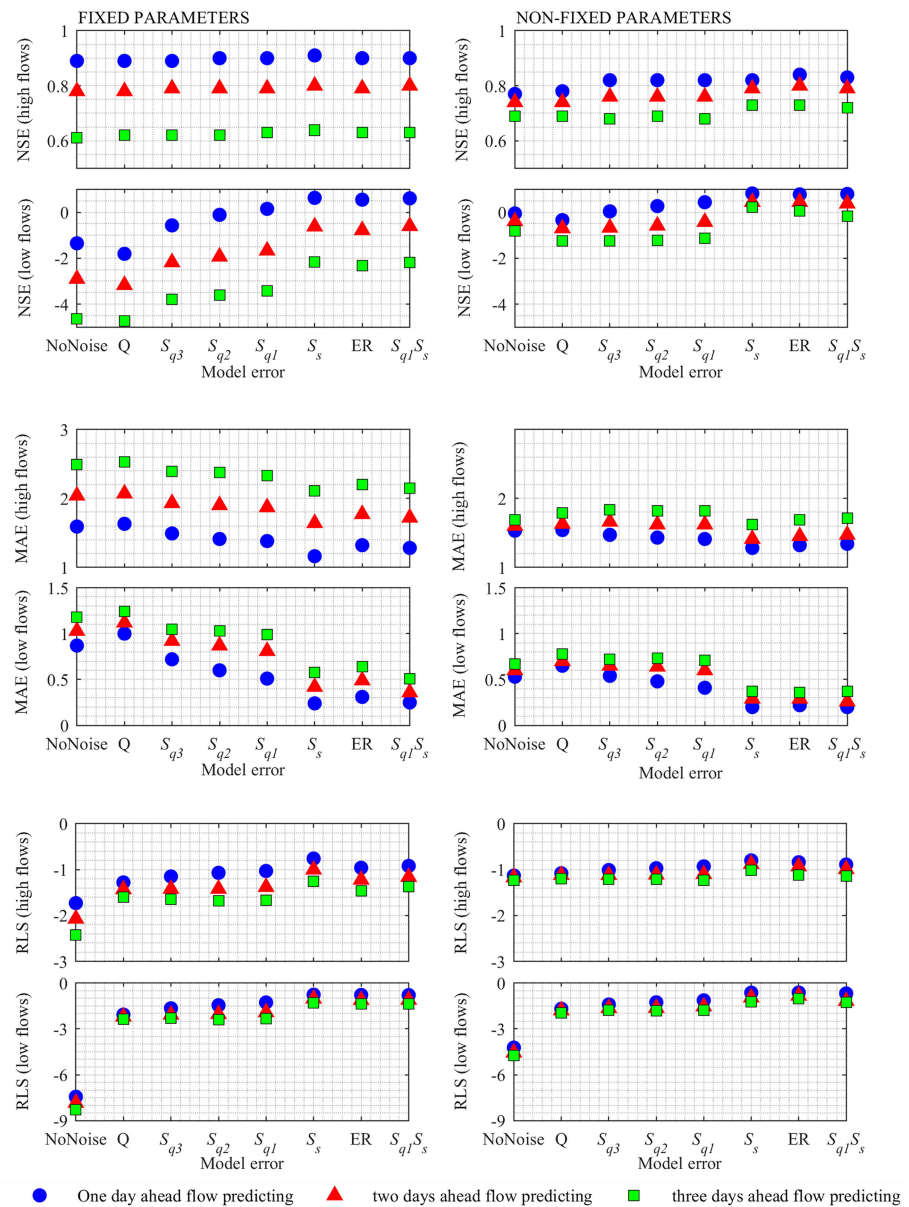 FIXED PARAMETERS
NON-FIXED PARAMETERS
1
0.8
0.6
NSE (high flows)
1
0.8
0.6
NSE (high flows)
0
-2
-4
NSE (low flows)
0
-2
-4
NSE (low flows)
NoNoise Q Sq3 Sq2 Sq1 Ss ER Sq1Ss
Model error
NoNoise Q Sq3 Sq2 Sq1 Ss ER Sq1Ss
Model error
3
2
1
MAE (high flows)
3
2
1
MAE (high flows)
1.5
1
0.5
0
MAE (low flows)
1.5
1
0.5
0
MAE (low flows)
NoNoise Q Sq3 Sq2 Sq1 Ss ER Sq1Ss
Model error
NoNoise Q Sq3 Sq2 Sq1 Ss ER Sq1Ss
Model error
0
-1
-2
-3
RLS (high flows)
0
-1
-2
-3
RLS (high flows)
0
-3
-6
-9
RLS (low flows)
0
-3
-6
-9
RLS (low flows)
NoNoise Q Sq3 Sq2 Sq1 Ss ER Sq1Ss
Model error
NoNoise Q Sq3 Sq2 Sq1 Ss ER Sq1Ss
Model error
One day ahead flow predicting two days ahead flow predicting three days ahead flow predicting